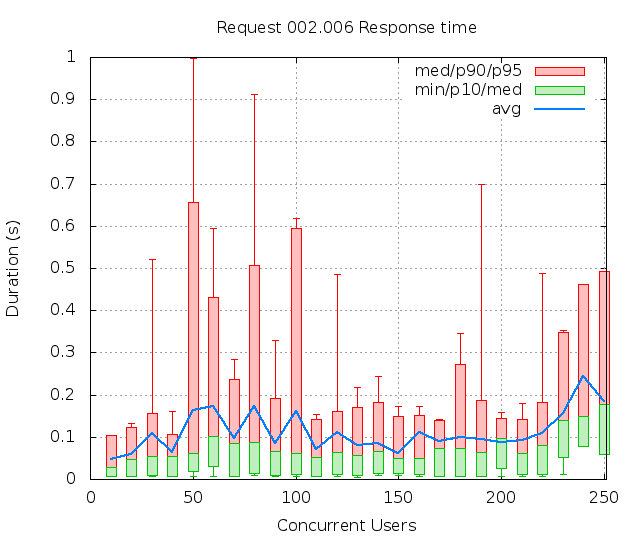 Request 002.006 Response time
med/p90/p95
min/p10/med
avg
Duration (s)
1
0.9
0.8
0.7
0.6
0.5
0.4
0.3
0.2
0.1
0
0 50 100 150 200 250
Concurrent Users